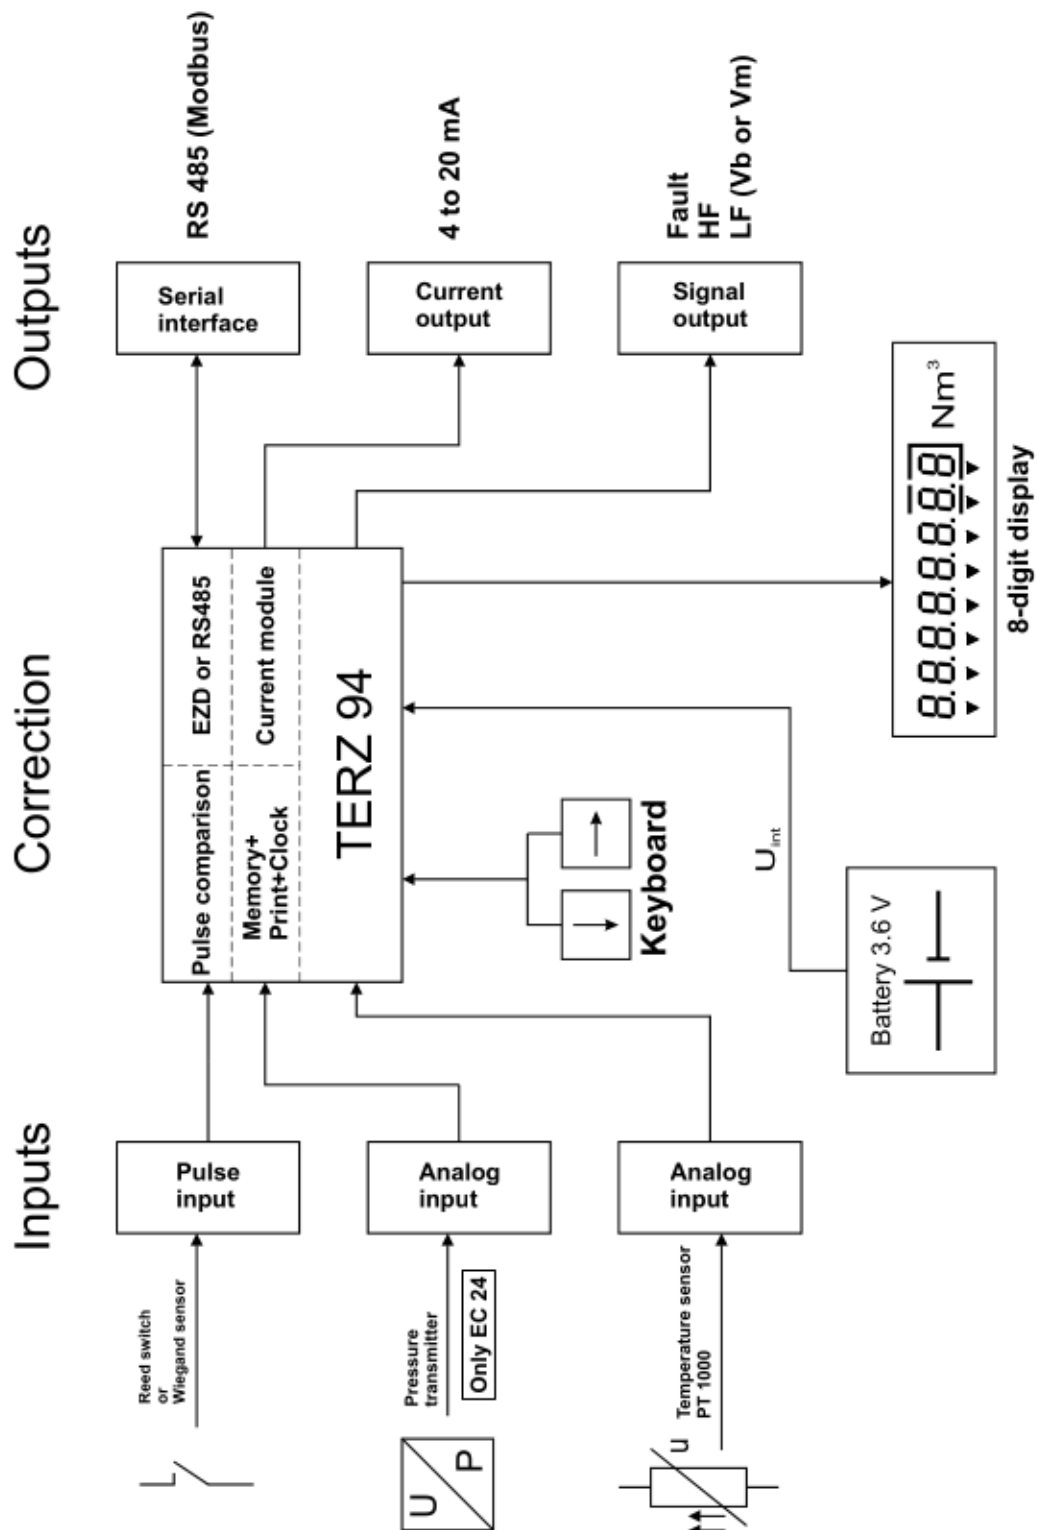 Inputs
Correction
Outputs
Reed switch
or
Wiegand sensor
Pulse
input
Pulse comparison
EZD or RS485
Serial
interface
RS 485 (Modbus)
U
P
Pressure
transmitter
Only EC 24
Analog
input
Memory+
Print+Clock
Current module
Current
output
4 to 20 mA
TERZ 94
u
Temperature sensor
PT 1000
Analog
input
Signal
output
Fault
HF
LF (Vb or Vm)
Keyboard
Uint
Battery 3.6 V
8.8.8.8.8.8.8.8 Nm³
8-digit display